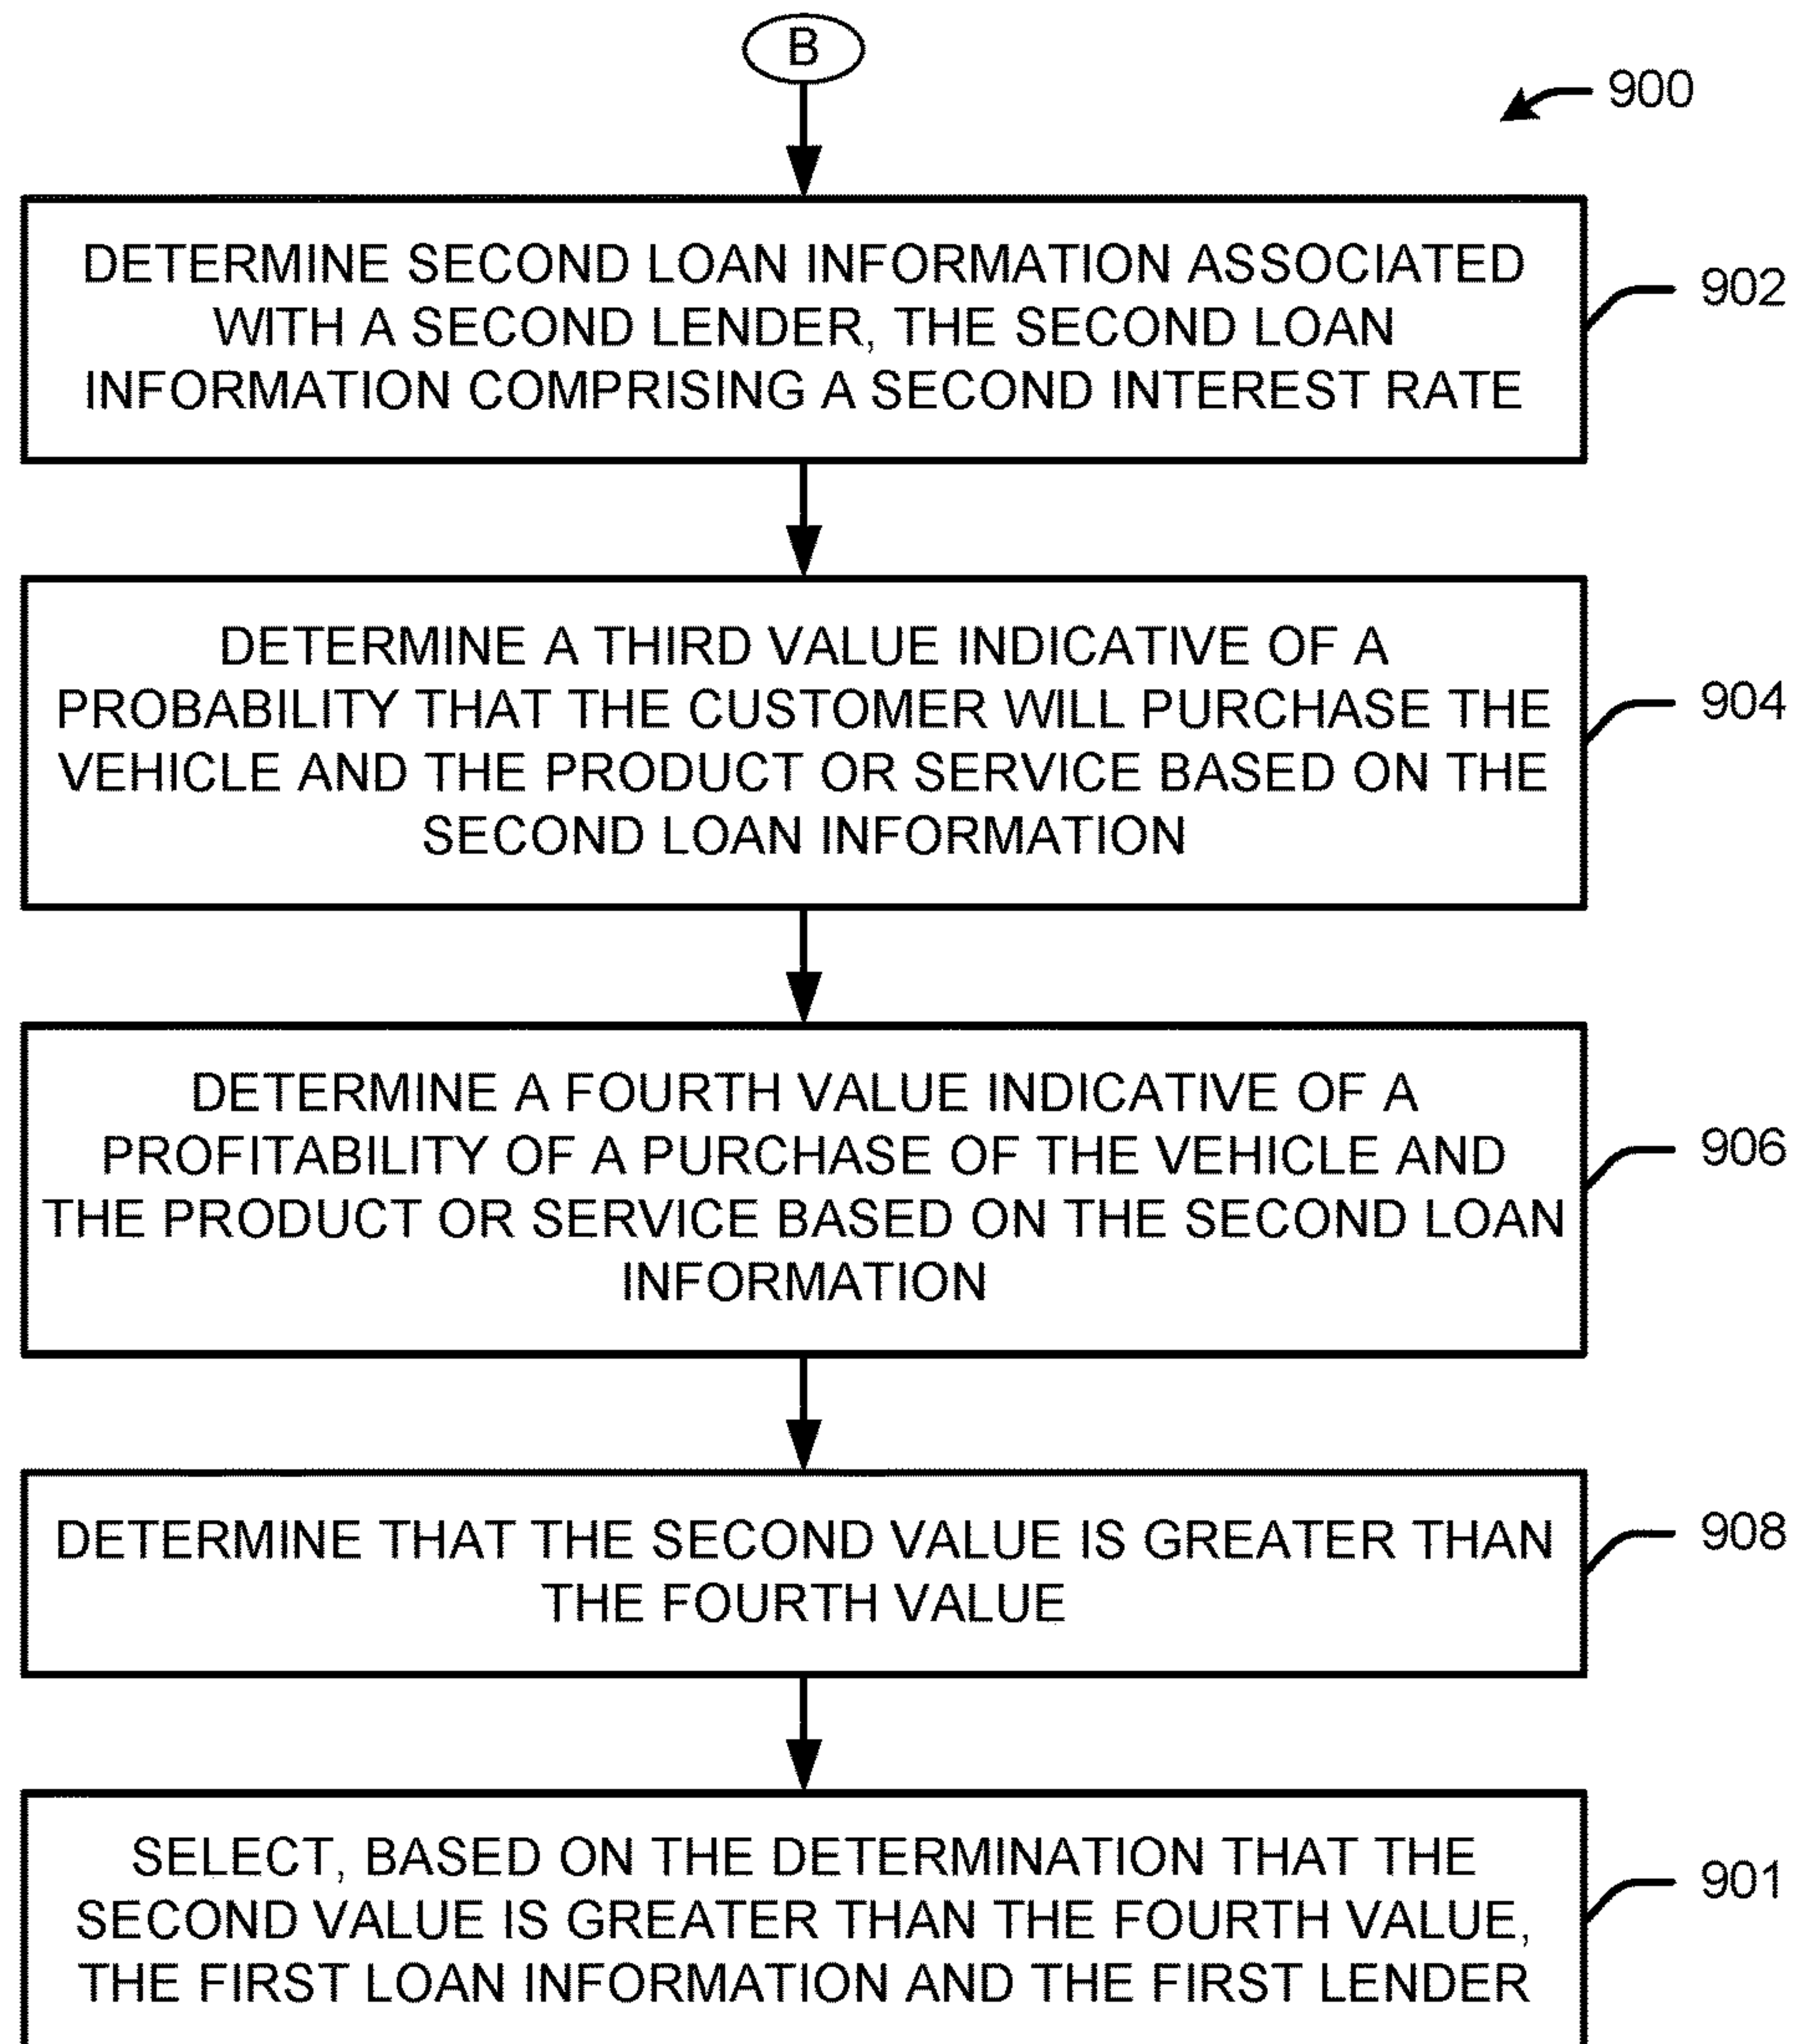 B
900
DETERMINE SECOND LOAN INFORMATION ASSOCIATED
WITH A SECOND LENDER, THE SECOND LOAN
INFORMATION COMPRISING A SECOND INTEREST RATE
902
DETERMINE A THIRD VALUE INDICATIVE OF A
PROBABILITY THAT THE CUSTOMER WILL PURCHASE THE
VEHICLE AND THE PRODUCT OR SERVICE BASED ON THE
SECOND LOAN INFORMATION
904
DETERMINE A FOURTH VALUE INDICATIVE OF A
PROFITABILITY OF A PURCHASE OF THE VEHICLE AND
THE PRODUCT OR SERVICE BASED ON THE SECOND LOAN
INFORMATION
906
DETERMINE THAT THE SECOND VALUE IS GREATER THAN
THE FOURTH VALUE
908
SELECT, BASED ON THE DETERMINATION THAT THE
SECOND VALUE IS GREATER THAN THE FOURTH VALUE,
THE FIRST LOAN INFORMATION AND THE FIRST LENDER
901